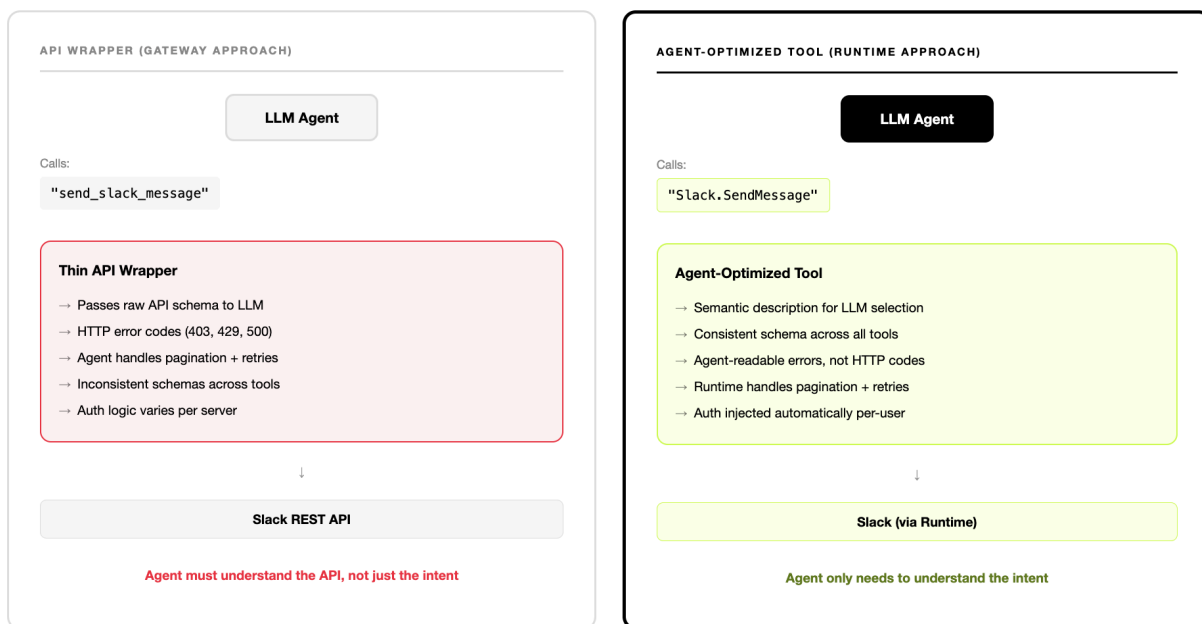 API WRAPPER (GATEWAY APPROACH)
LLM Agent
Calls:
"send_slack_message"
Thin API Wrapper
→ Passes raw API schema to LLM
→ HTTP error codes (403, 429, 500)
→ Agent handles pagination + retries
→ Inconsistent schemas across tools
→ Auth logic varies per server
↓
Slack REST API
Agent must understand the API, not just the intent
AGENT-OPTIMIZED TOOL (RUNTIME APPROACH)
LLM Agent
Calls:
"Slack.SendMessage"
Agent-Optimized Tool
→ Semantic description for LLM selection
→ Consistent schema across all tools
→ Agent-readable errors, not HTTP codes
→ Runtime handles pagination + retries
→ Auth injected automatically per-user
↓
Slack (via Runtime)
Agent only needs to understand the intent